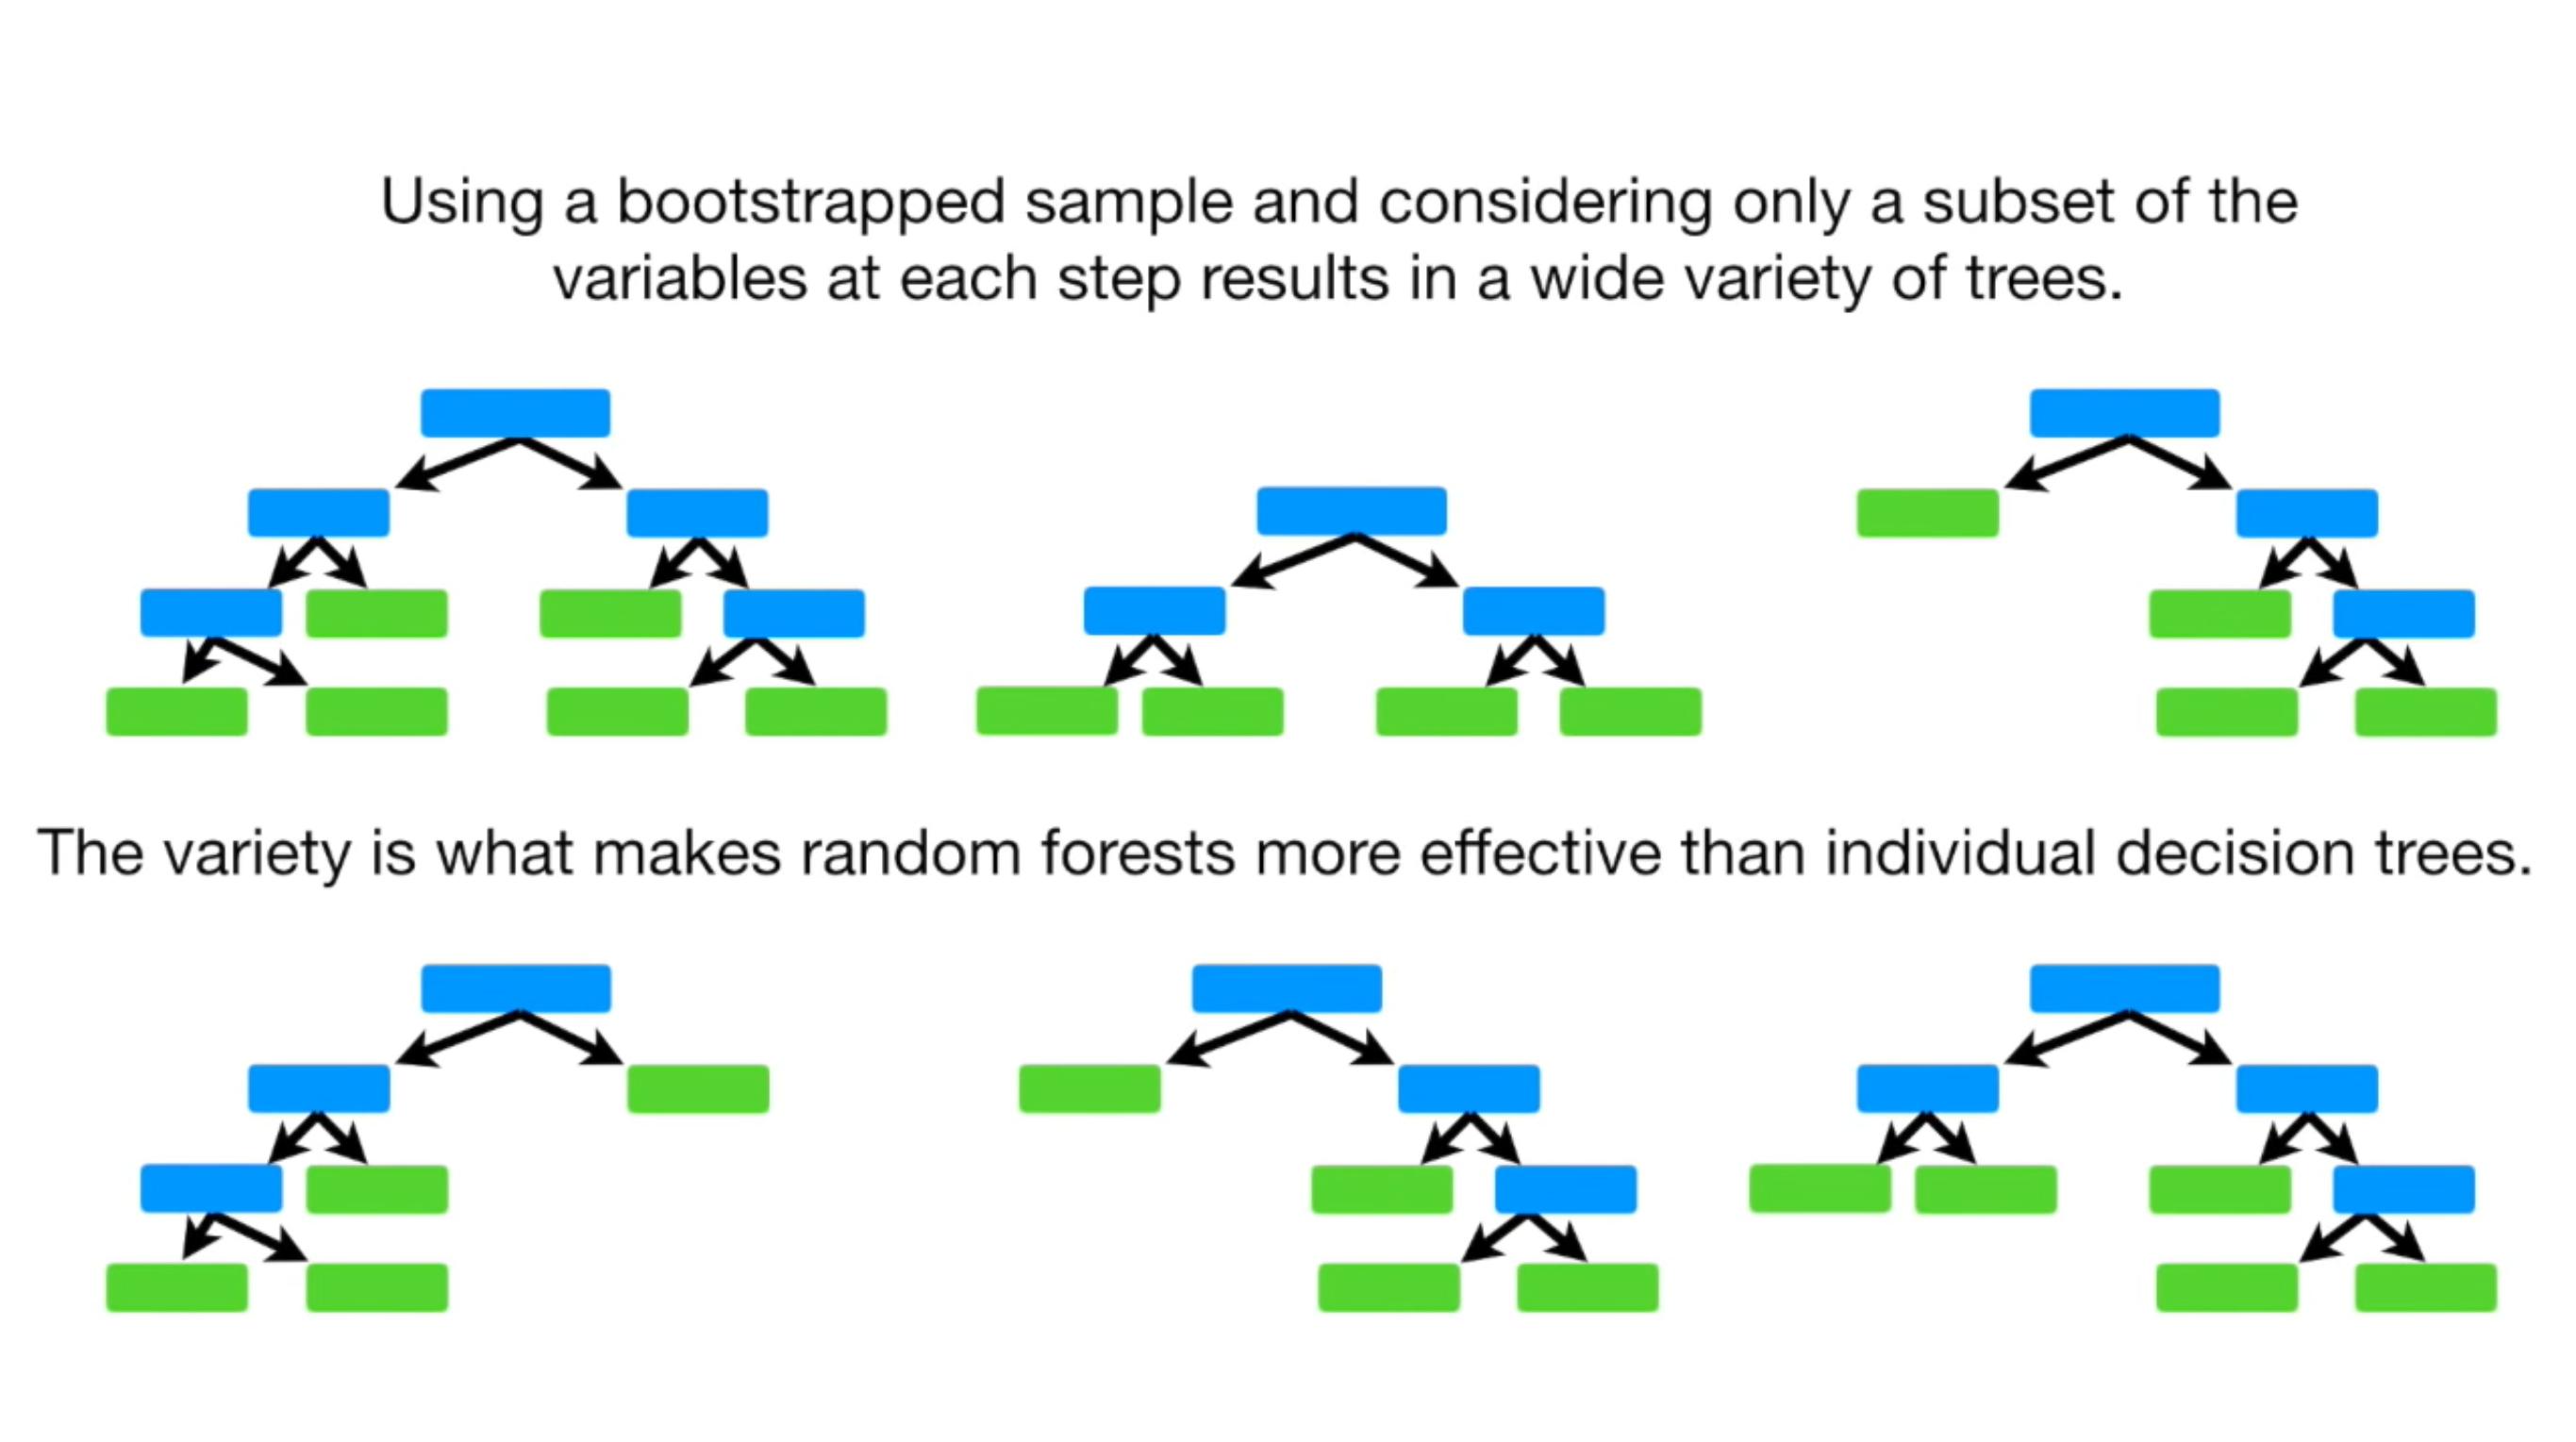 Using a bootstrapped sample and considering only a subset of the
variables at each step results in a wide variety of trees.
The variety is what makes random forests more effective than individual decision trees.